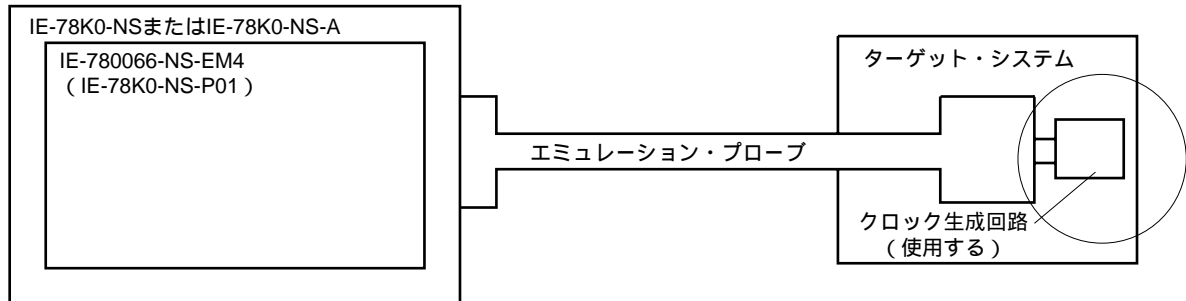 IE-78K0-NSまたはIE-78K0-NS-A
IE-780066-NS-EM4
（IE-78K0-NS-P01）
ターゲット・システム
エミュレーション・プローブ
クロック生成回路
（使用する）